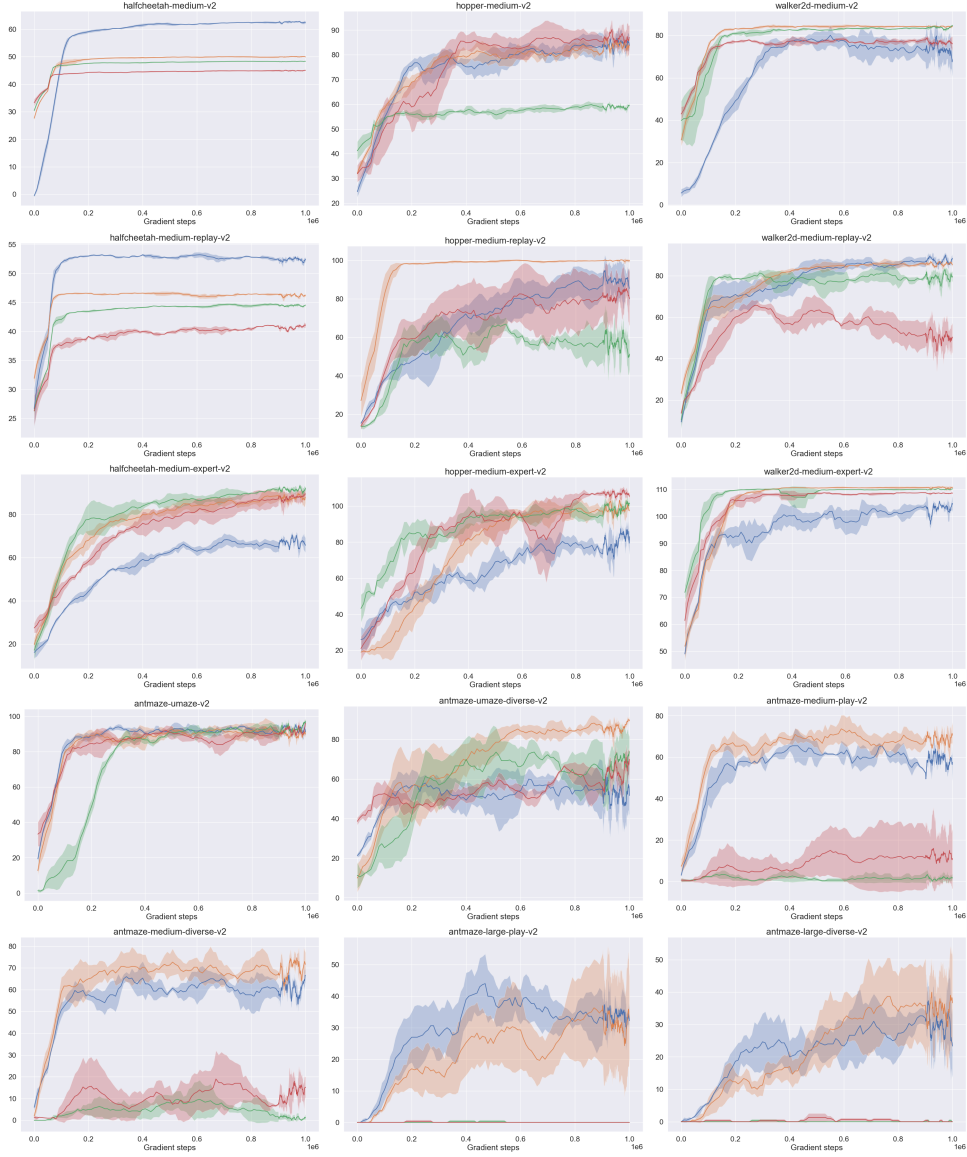 halfcheetah-medium-v2
60
50
40
30
20
10
0
0.0 0.2 0.4 0.6 0.8 1.0
Gradient steps
1e6
hopper-medium-v2
90
80
70
60
50
40
30
20
0.0 0.2 0.4 0.6 0.8 1.0
Gradient steps
1e6
walker2d-medium-v2
80
60
40
20
0
0.0 0.2 0.4 0.6 0.8 1.0
Gradient steps
1e6
halfcheetah-medium-replay-v2
55
50
45
40
35
30
25
0.0 0.2 0.4 0.6 0.8 1.0
Gradient steps
1e6
hopper-medium-replay-v2
100
80
60
40
20
0.0 0.2 0.4 0.6 0.8 1.0
Gradient steps
1e6
walker2d-medium-replay-v2
80
60
40
20
0.0 0.2 0.4 0.6 0.8 1.0
Gradient steps
1e6
halfcheetah-medium-expert-v2
80
60
40
20
0.0 0.2 0.4 0.6 0.8 1.0
Gradient steps
1e6
hopper-medium-expert-v2
100
80
60
40
20
0.0 0.2 0.4 0.6 0.8 1.0
Gradient steps
1e6
walker2d-medium-expert-v2
110
100
90
80
70
60
50
0.0 0.2 0.4 0.6 0.8 1.0
Gradient steps
1e6
antmaze-umaze-v2
100
80
60
40
20
0
0.0 0.2 0.4 0.6 0.8 1.0
Gradient steps
1e6
antmaze-umaze-diverse-v2
80
60
40
20
0
0.0 0.2 0.4 0.6 0.8 1.0
Gradient steps
1e6
antmaze-medium-play-v2
80
60
40
20
0
0.0 0.2 0.4 0.6 0.8 1.0
Gradient steps
1e6
antmaze-medium-diverse-v2
80
70
60
50
40
30
20
10
0
0.0 0.2 0.4 0.6 0.8 1.0
Gradient steps
1e6
antmaze-large-play-v2
50
40
30
20
10
0
0.0 0.2 0.4 0.6 0.8 1.0
Gradient steps
1e6
antmaze-large-diverse-v2
50
40
30
20
10
0
0.0 0.2 0.4 0.6 0.8 1.0
Gradient steps
1e6